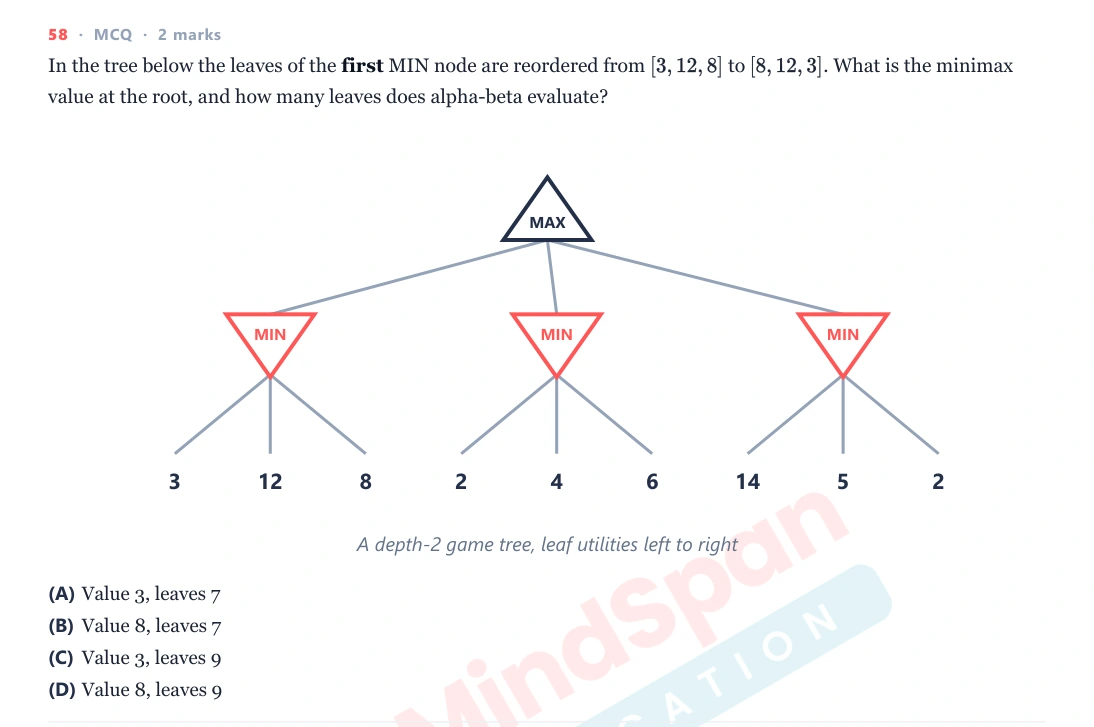 58 · MCQ · 2 marks
In the tree below the leaves of the first MIN node are reordered from [3, 12, 8] to [8, 12, 3]. What is the minimax
value at the root, and how many leaves does alpha-beta evaluate?
MAX
MIN MIN MIN
3 12 8 2 4 6 14 5 2
A depth-2 game tree, leaf utilities left to right
(A) Value 3, leaves 7
(B) Value 8, leaves 7
(C) Value 3, leaves 9
(D) Value 8, leaves 9
MindSpan